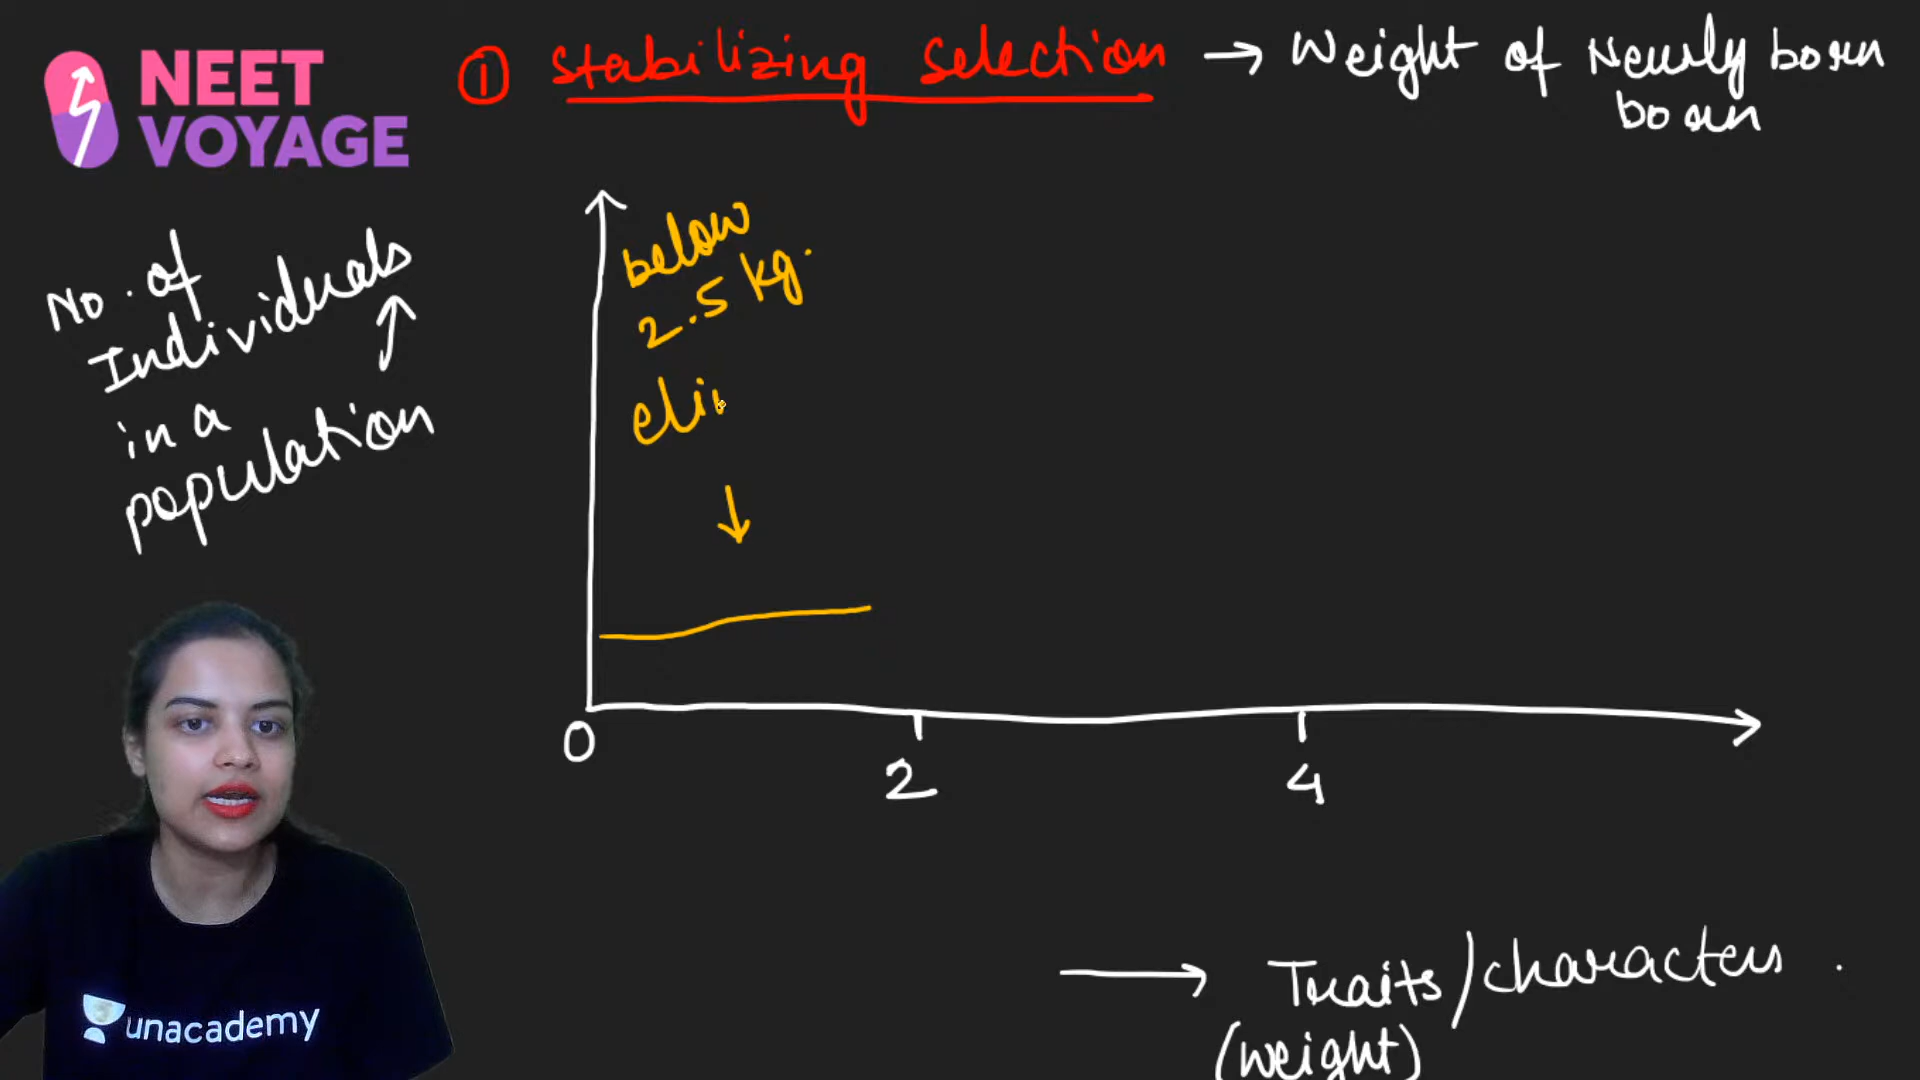 NEET
VOYAGE
① Stabilizing Selection → Weight of Newly born
born
No. of
Individuals
in a
population
below
2.5 kg.
eli
0
2
4
→ Traits/characters.
(weight)
unacademy